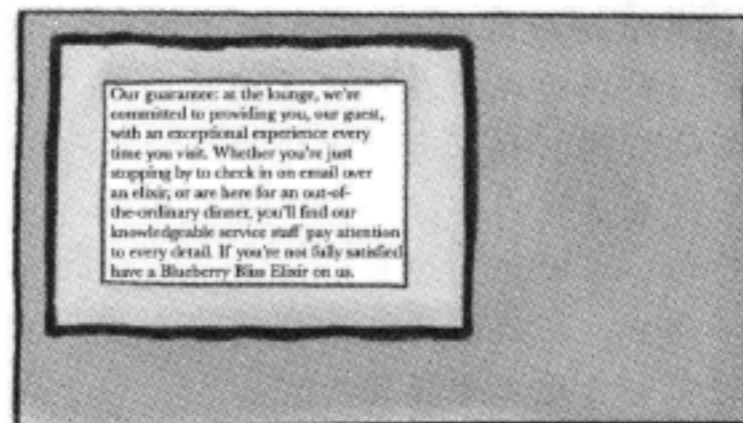 Our guarantee: at the lounge, we're
committed to providing you, our guest,
with an exceptional experience every
time you visit. Whether you're just
stopping by to check in on email over
an elixir, or are here for an out-of-
the-ordinary dinner, you'll find our
knowledgeable service staff pay attention
to every detail. If you're not fully satisfied
have a Blueberry Bliss Elixir on us.